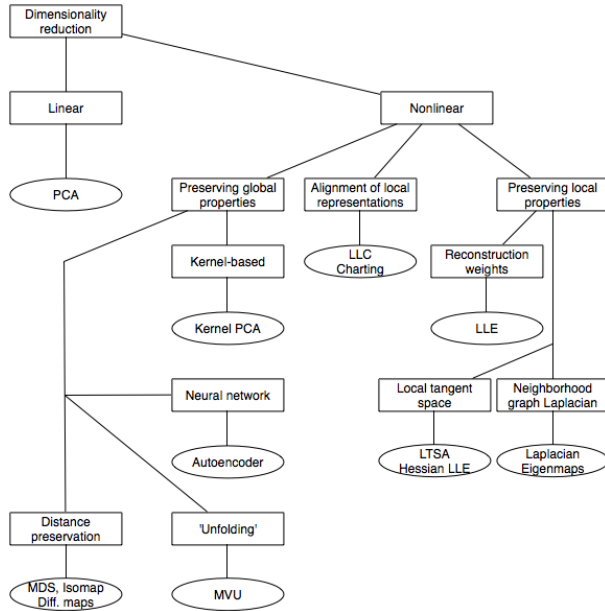 Dimensionality
reduction
Linear
Nonlinear
PCA
Preserving global
properties
Alignment of local
representations
Preserving local
properties
Kernel-based
LLC
Charting
Reconstruction
weights
Kernel PCA
LLE
Neural network
Local tangent
space
Neighborhood
graph Laplacian
Autoencoder
LTSA
Hessian LLE
Laplacian
Eigenmaps
Distance
preservation
'Unfolding'
MDS, Isomap
Diff. maps
MVU